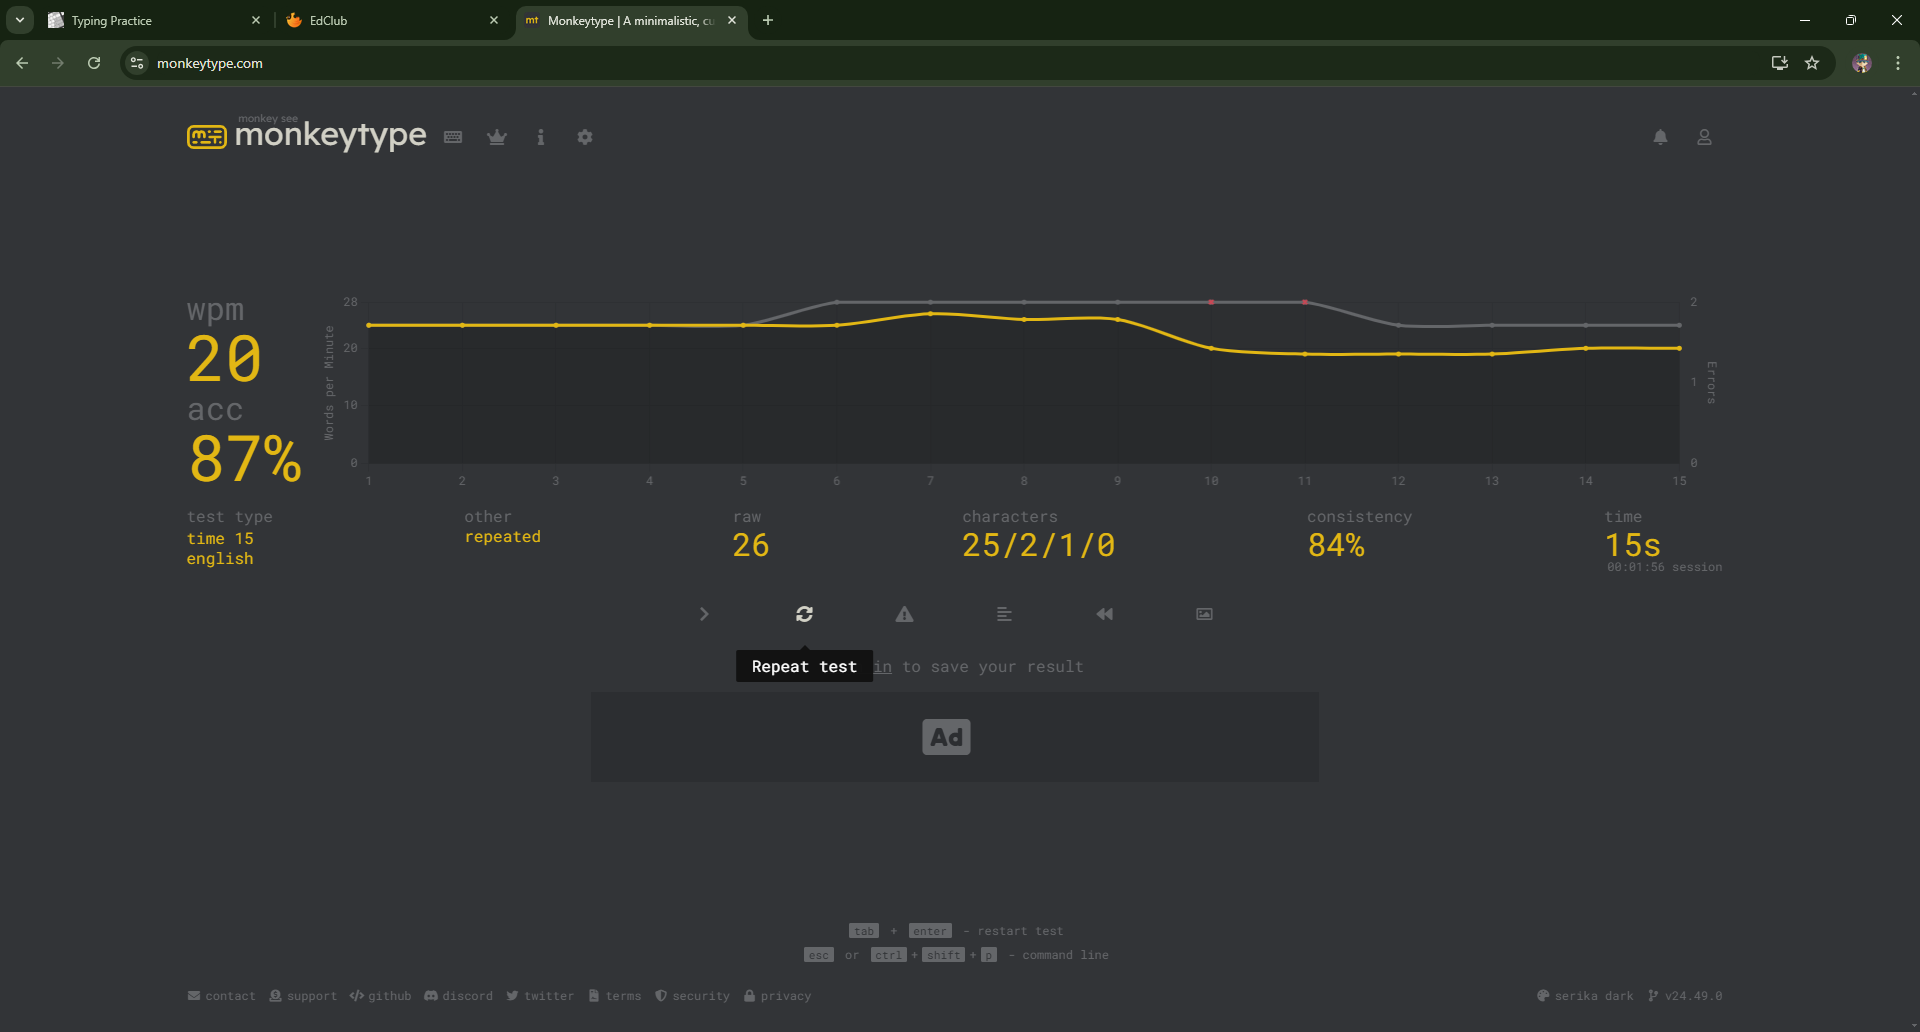 Typing Practice
EdClub
mt Monkeytype | A minimalistic, cu
monkeytype.com
monkey see
monkeytype
wpm
20
acc
87%
Words per Minute
28
20
10
0
2
1
0
Errors
1 2 3 4 5 6 7 8 9 10 11 12 13 14 15
test type
time 15
english
other
repeated
raw
26
characters
25/2/1/0
consistency
84%
time
15s
00:01:56 session
Repeat test in to save your result
Ad
tab + enter - restart test
esc or ctrl + shift + p - command line
contact support github discord twitter terms security privacy serika dark v24.49.0